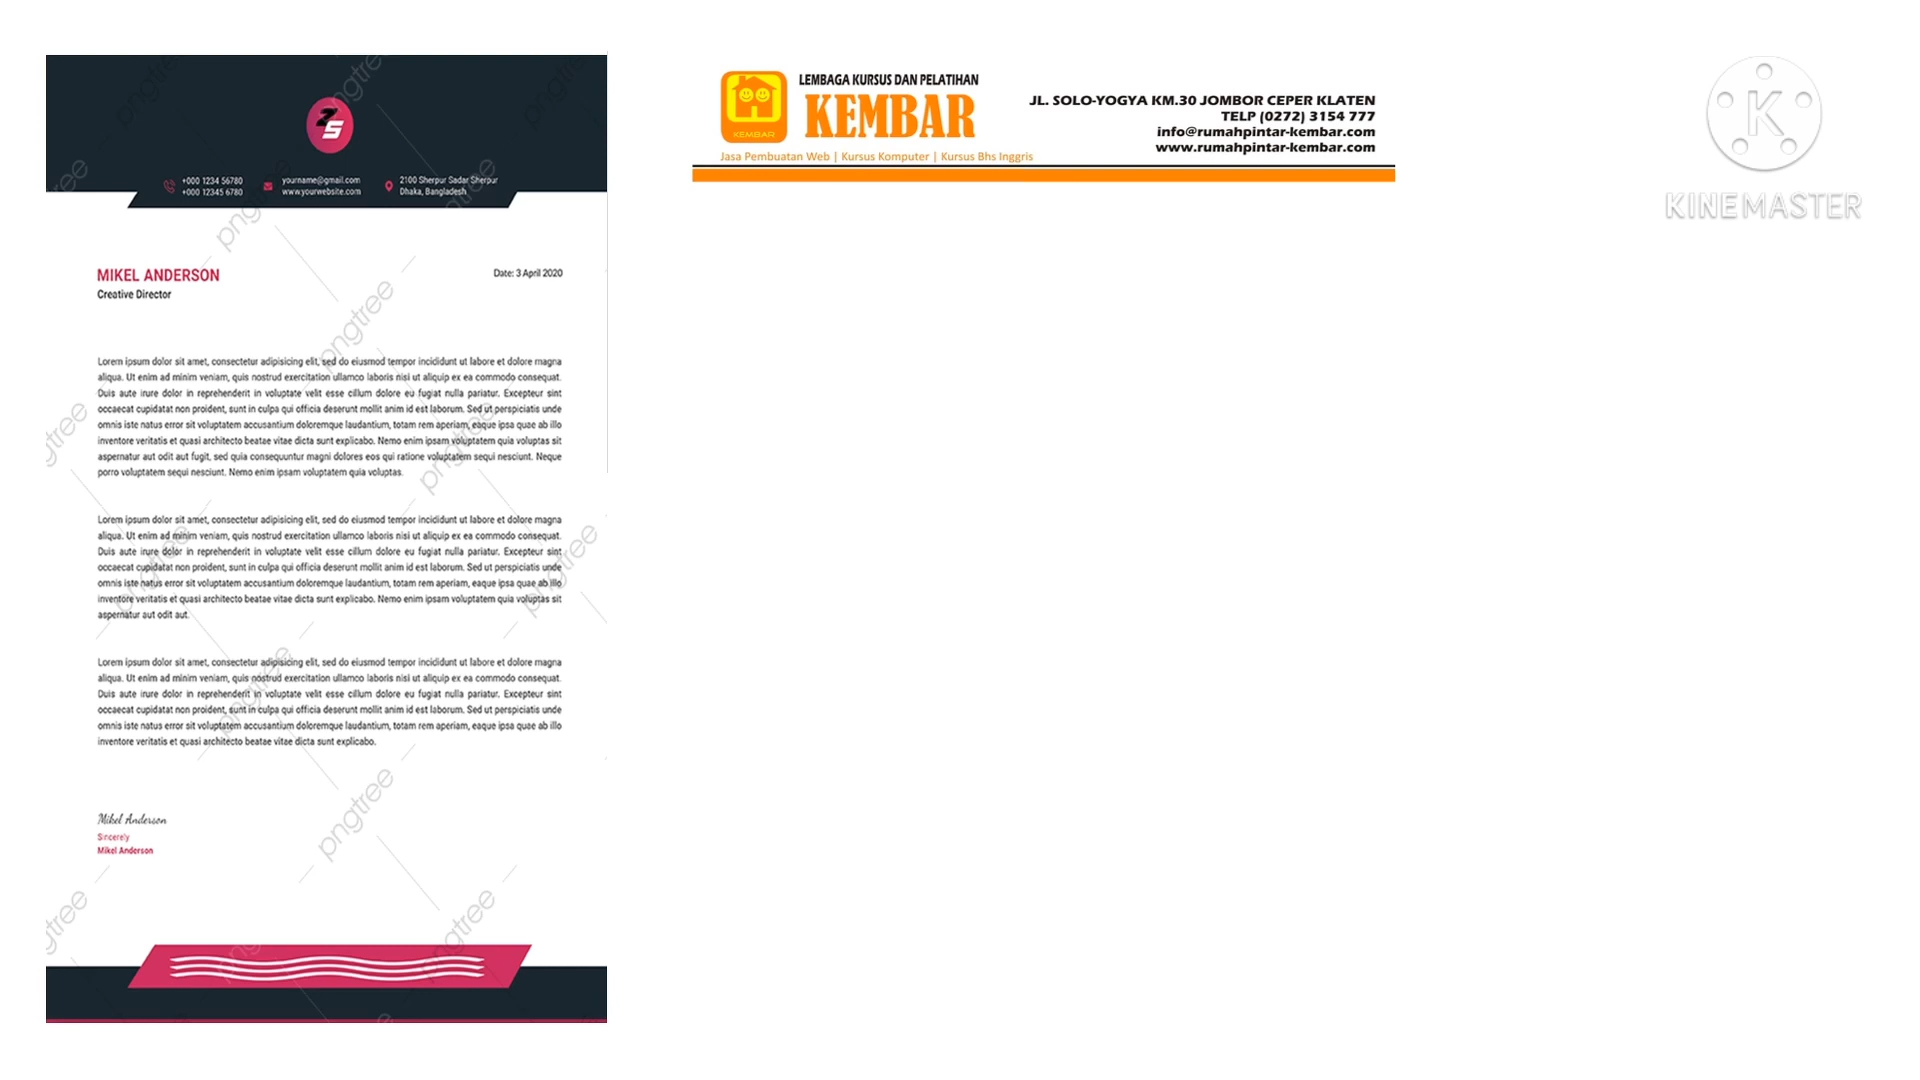 ZS
+000 1234 56780
+000 12345 6780
yourname@gmail.com
www.yourwebsite.com
2100 Sherpur Sadar Sherpur
Dhaka, Bangladesh
MIKEL ANDERSON
Creative Director
Date: 3 April 2020
Lorem ipsum dolor sit amet, consectetur adipisicing elit, sed do eiusmod tempor incididunt ut labore et dolore magna
aliqua. Ut enim ad minim veniam, quis nostrud exercitation ullamco laboris nisi ut aliquip ex ea commodo consequat.
Duis aute irure dolor in reprehenderit in voluptate velit esse cillum dolore eu fugiat nulla pariatur. Excepteur sint
occaecat cupidatat non proident, sunt in culpa qui officia deserunt mollit anim id est laborum. Sed ut perspiciatis unde
omnis iste natus error sit voluptatem accusantium doloremque laudantium, totam rem aperiam, eaque ipsa quae ab illo
inventore veritatis et quasi architecto beatae vitae dicta sunt explicabo. Nemo enim ipsam voluptatem quia voluptas sit
aspernatur aut odit aut fugit, sed quia consequuntur magni dolores eos qui ratione voluptatem sequi nesciunt. Neque
porro voluptatem sequi nesciunt. Nemo enim ipsam voluptatem quia voluptas.
Lorem ipsum dolor sit amet, consectetur adipisicing elit, sed do eiusmod tempor incididunt ut labore et dolore magna
aliqua. Ut enim ad minim veniam, quis nostrud exercitation ullamco laboris nisi ut aliquip ex ea commodo consequat.
Duis aute irure dolor in reprehenderit in voluptate velit esse cillum dolore eu fugiat nulla pariatur. Excepteur sint
occaecat cupidatat non proident, sunt in culpa qui officia deserunt mollit anim id est laborum. Sed ut perspiciatis unde
omnis iste natus error sit voluptatem accusantium doloremque laudantium, totam rem aperiam, eaque ipsa quae ab illo
inventore veritatis et quasi architecto beatae vitae dicta sunt explicabo. Nemo enim ipsam voluptatem quia voluptas sit
aspernatur aut odit aut.
Lorem ipsum dolor sit amet, consectetur adipisicing elit, sed do eiusmod tempor incididunt ut labore et dolore magna
aliqua. Ut enim ad minim veniam, quis nostrud exercitation ullamco laboris nisi ut aliquip ex ea commodo consequat.
Duis aute irure dolor in reprehenderit in voluptate velit esse cillum dolore eu fugiat nulla pariatur. Excepteur sint
occaecat cupidatat non proident, sunt in culpa qui officia deserunt mollit anim id est laborum. Sed ut perspiciatis unde
omnis iste natus error sit voluptatem accusantium doloremque laudantium, totam rem aperiam, eaque ipsa quae ab illo
inventore veritatis et quasi architecto beatae vitae dicta sunt explicabo.
Mikel Anderson
Sincerely
Mikel Anderson
pngtree
KEMBAR
LEMBAGA KURSUS DAN PELATIHAN
KEMBAR
Jasa Pembuatan Web | Kursus Komputer | Kursus Bhs Inggris
JL. SOLO-YOGYA KM.30 JOMBOR CEPER KLATEN
TELP (0272) 3154 777
info@rumahpintar-kembar.com
www.rumahpintar-kembar.com
K
KINEMASTER